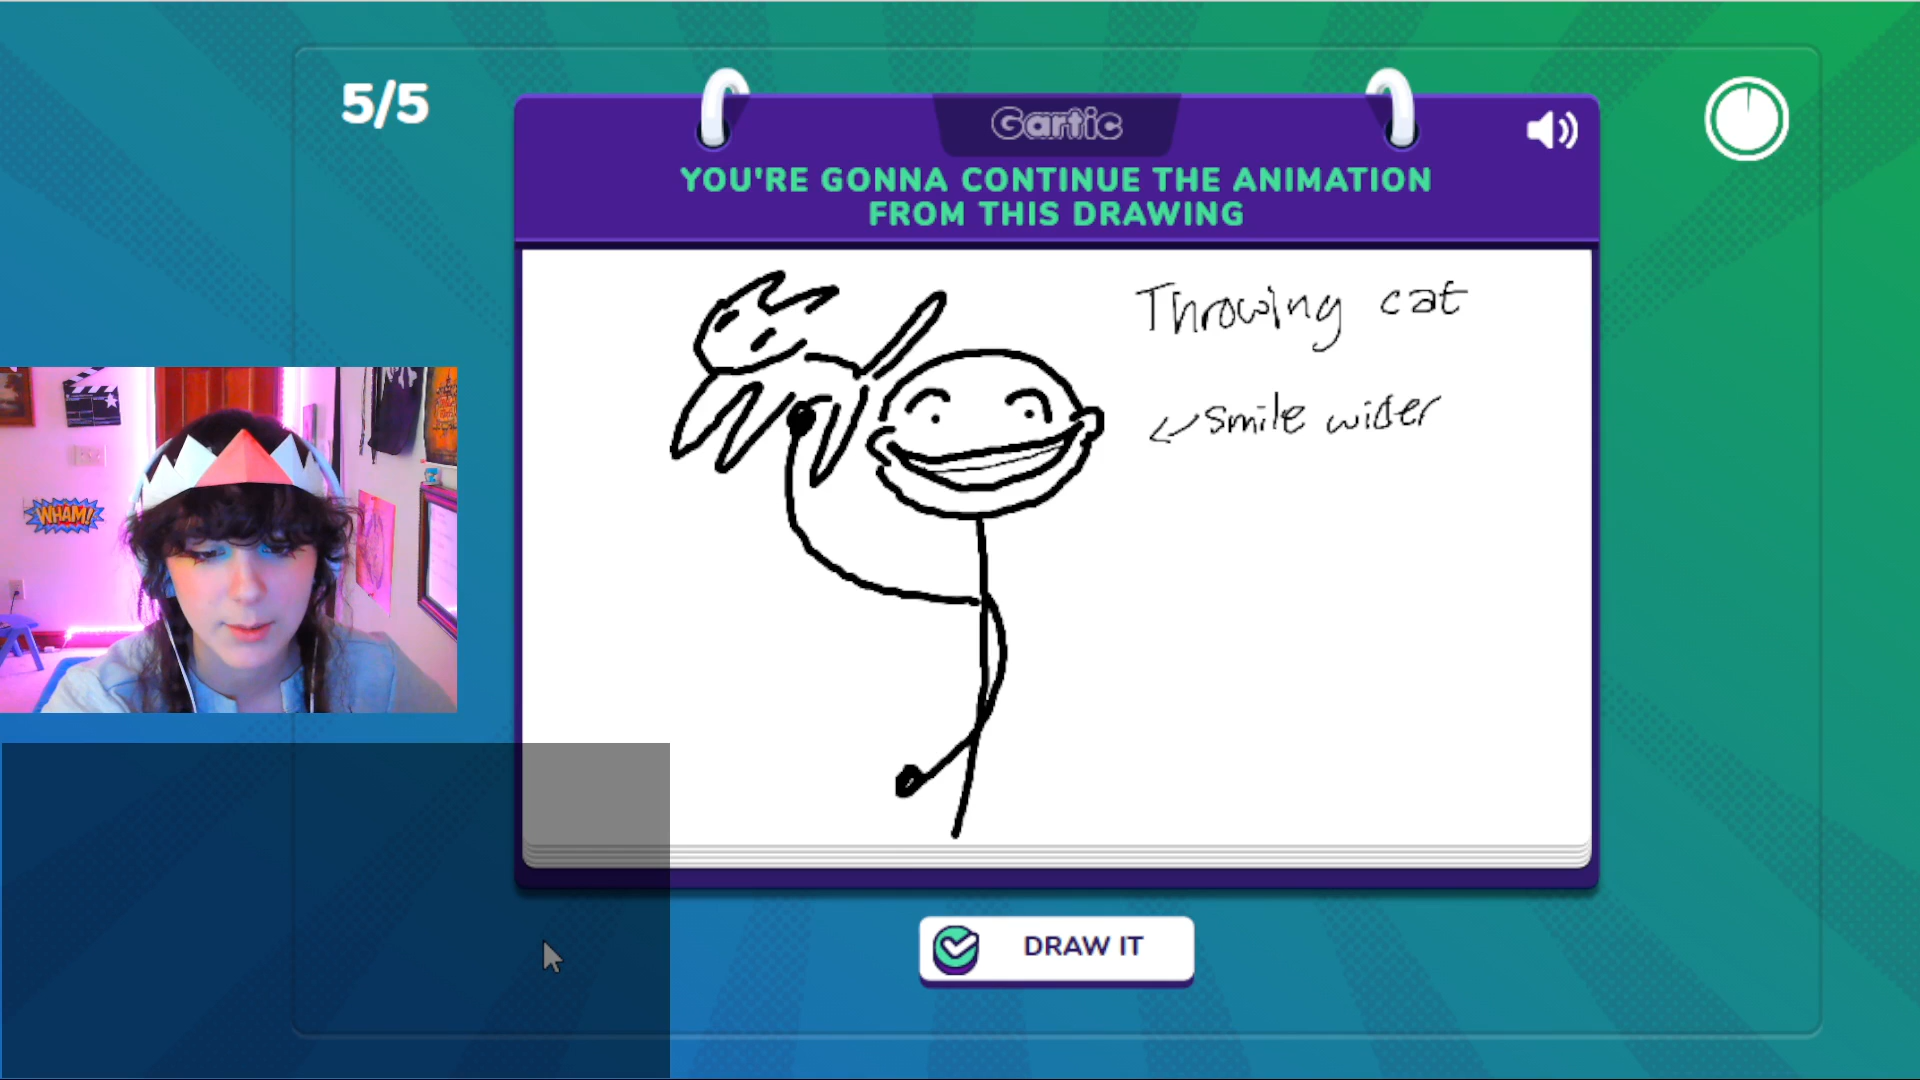 5/5
Gartic
YOU'RE GONNA CONTINUE THE ANIMATION
FROM THIS DRAWING
Throwing cat
smile wider
WHAM!
DRAW IT